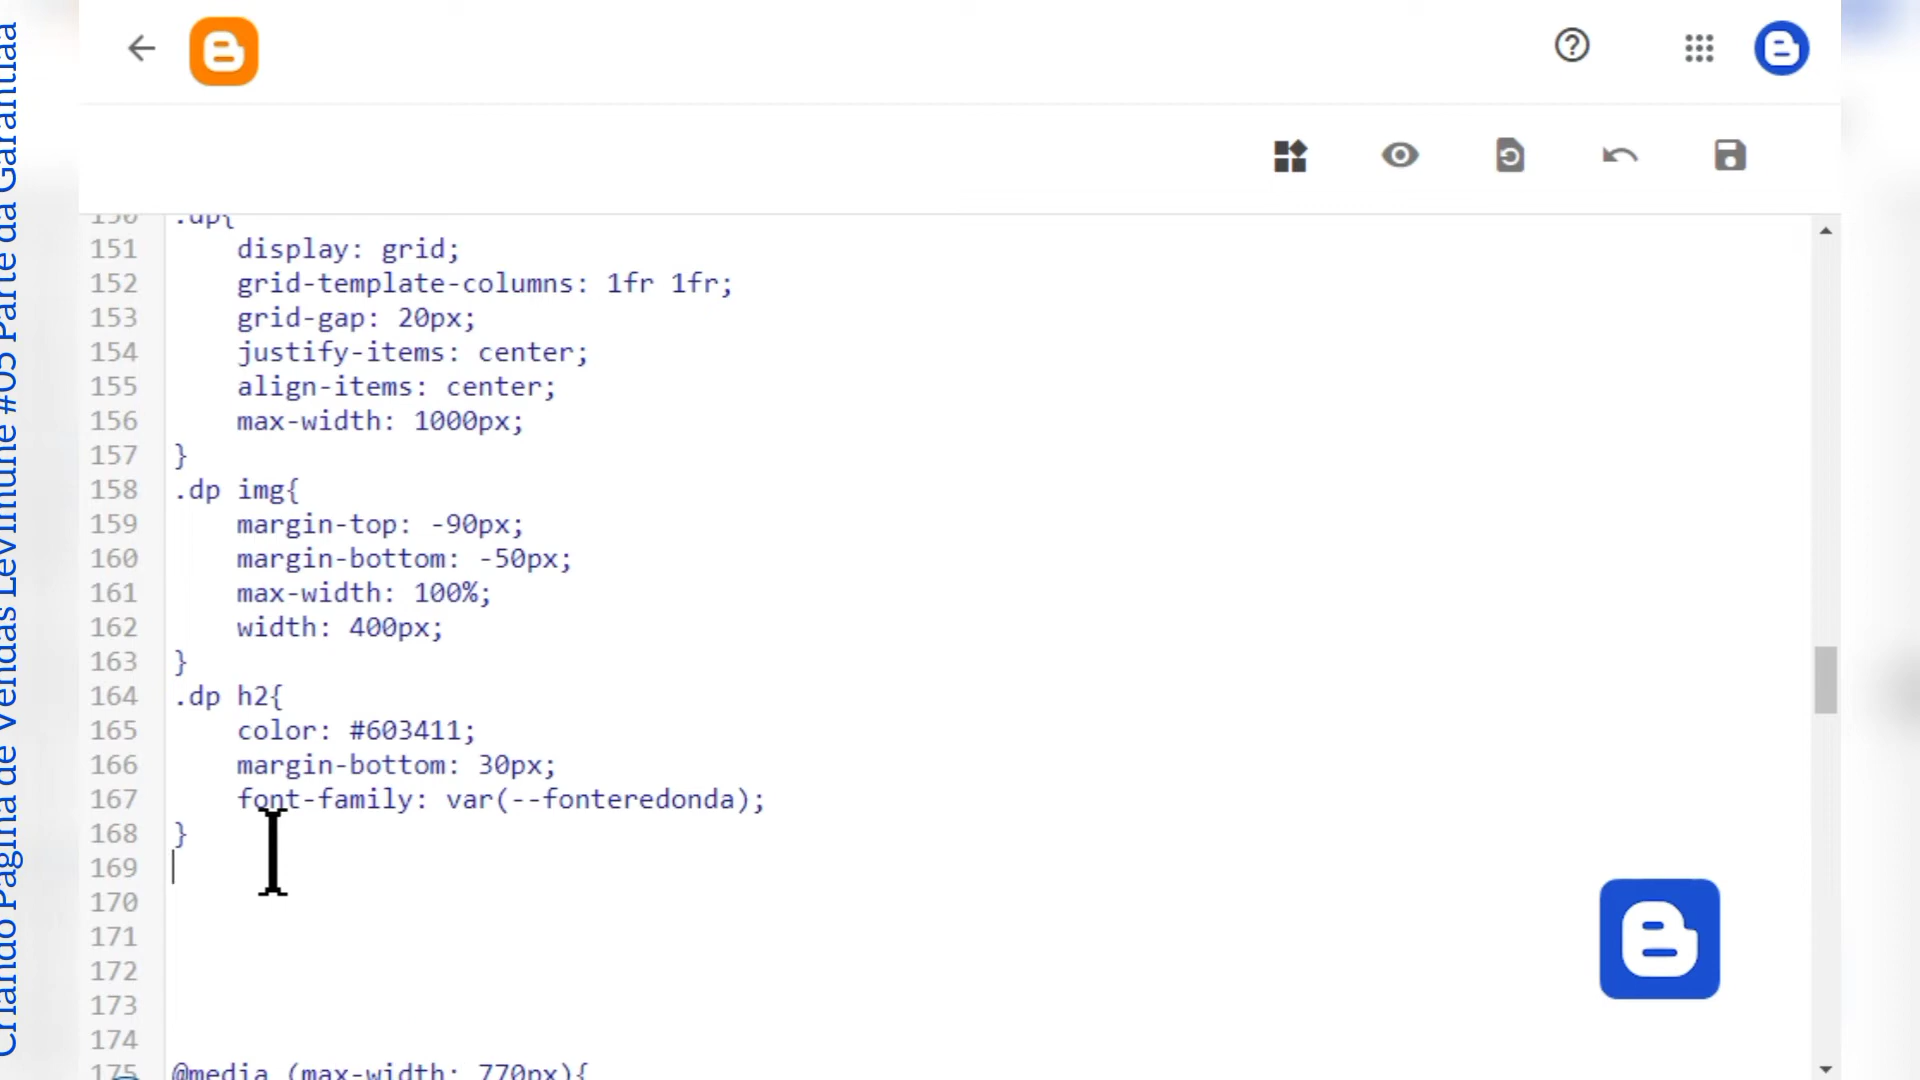 Criando Pagina de Vendas Levimune #05 Parte da Garantiaa
150 .dp{
151 display: grid;
152 grid-template-columns: 1fr 1fr;
153 grid-gap: 20px;
154 justify-items: center;
155 align-items: center;
156 max-width: 1000px;
157 }
158 .dp img{
159 margin-top: -90px;
160 margin-bottom: -50px;
161 max-width: 100%;
162 width: 400px;
163 }
164 .dp h2{
165 color: #603411;
166 margin-bottom: 30px;
167 font-family: var(--fonteredonda);
168 }
169
170
171
172
173
174
175 @media (max-width: 770px){